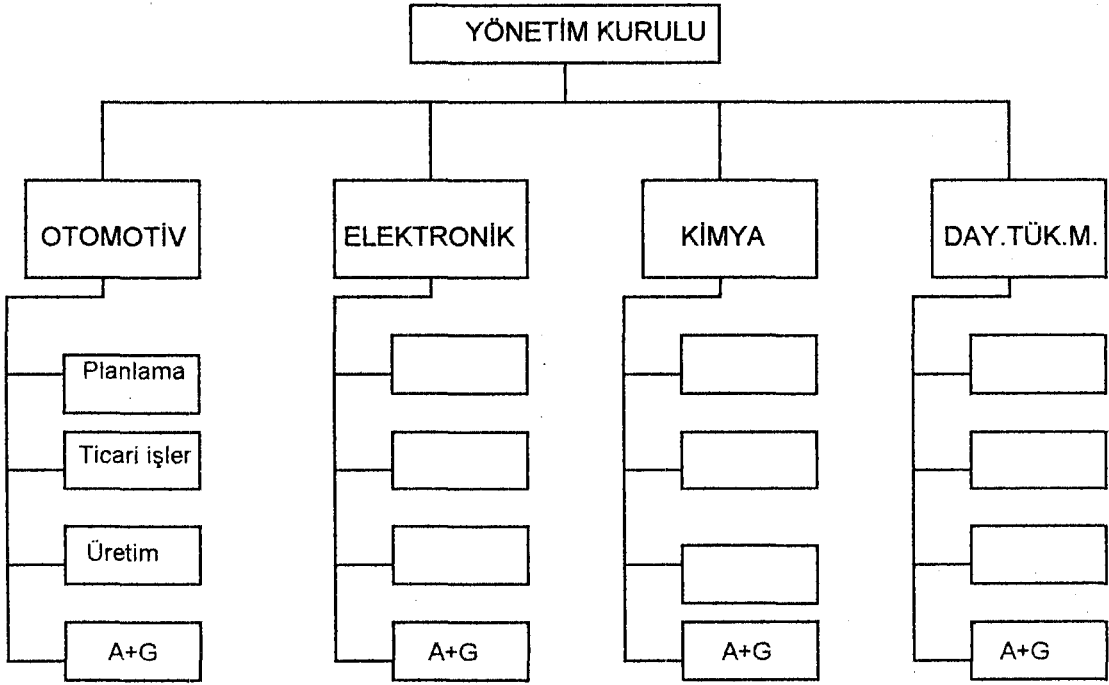 YÖNETİM KURULU
OTOMOTİV
ELEKTRONİK
KİMYA
DAY.TÜK.M.
Planlama
Ticari işler
Üretim
A+G
A+G
A+G
A+G